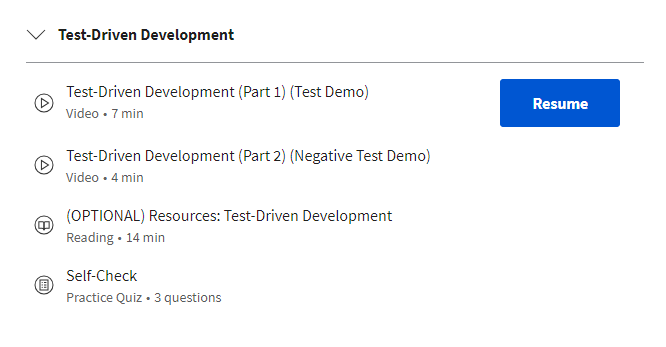 Test-Driven Development
Test-Driven Development (Part 1) (Test Demo)
Video • 7 min
Resume
Test-Driven Development (Part 2) (Negative Test Demo)
Video • 4 min
(OPTIONAL) Resources: Test-Driven Development
Reading • 14 min
Self-Check
Practice Quiz • 3 questions